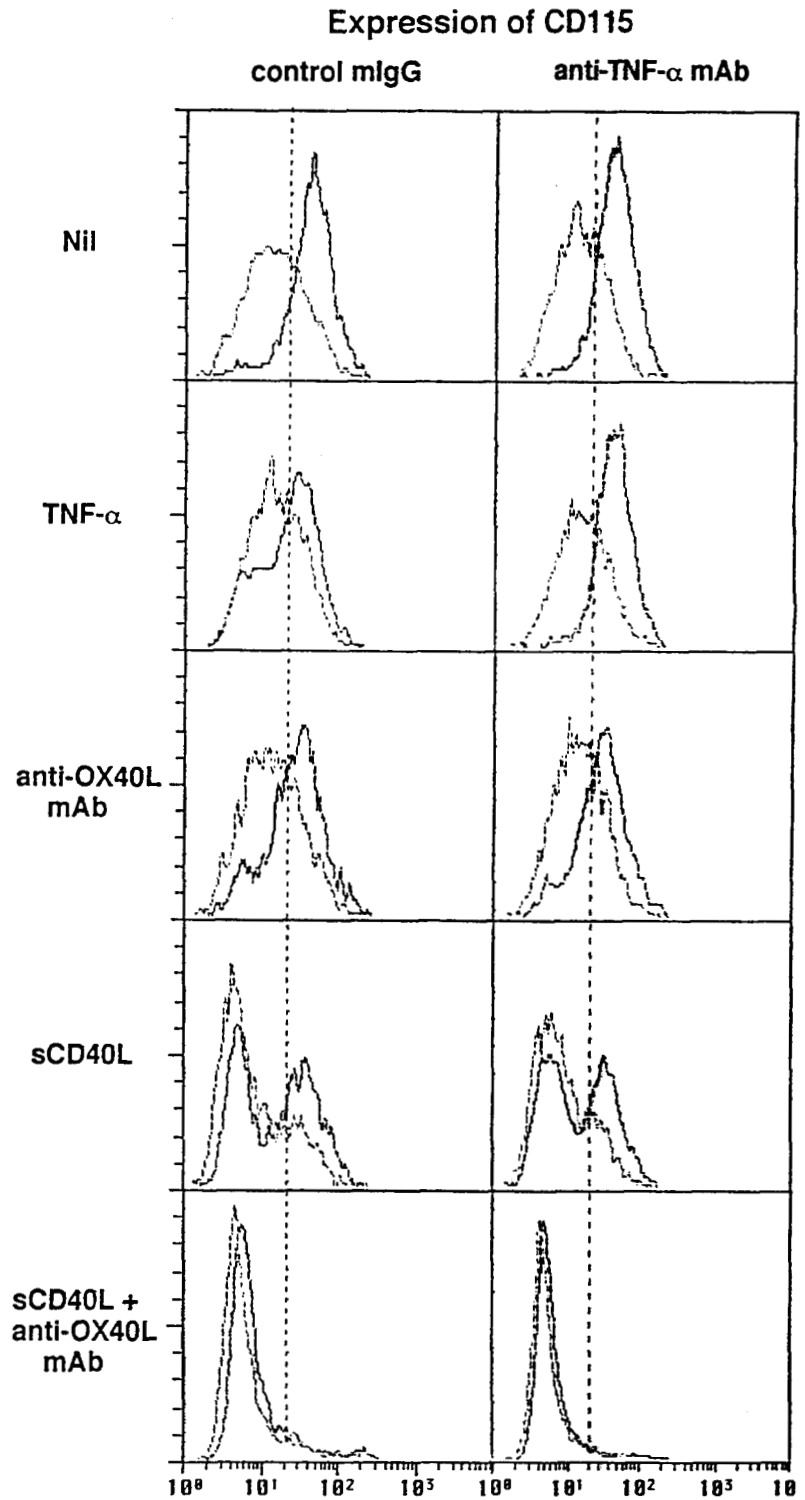 Expression of CD115
control mIgG
anti-TNF-α mAb
Nil
TNF-α
anti-OX40L
mAb
sCD40L
sCD40L +
anti-OX40L
mAb
10⁰ 10¹ 10² 10³ 10⁰ 10¹ 10² 10³ 10